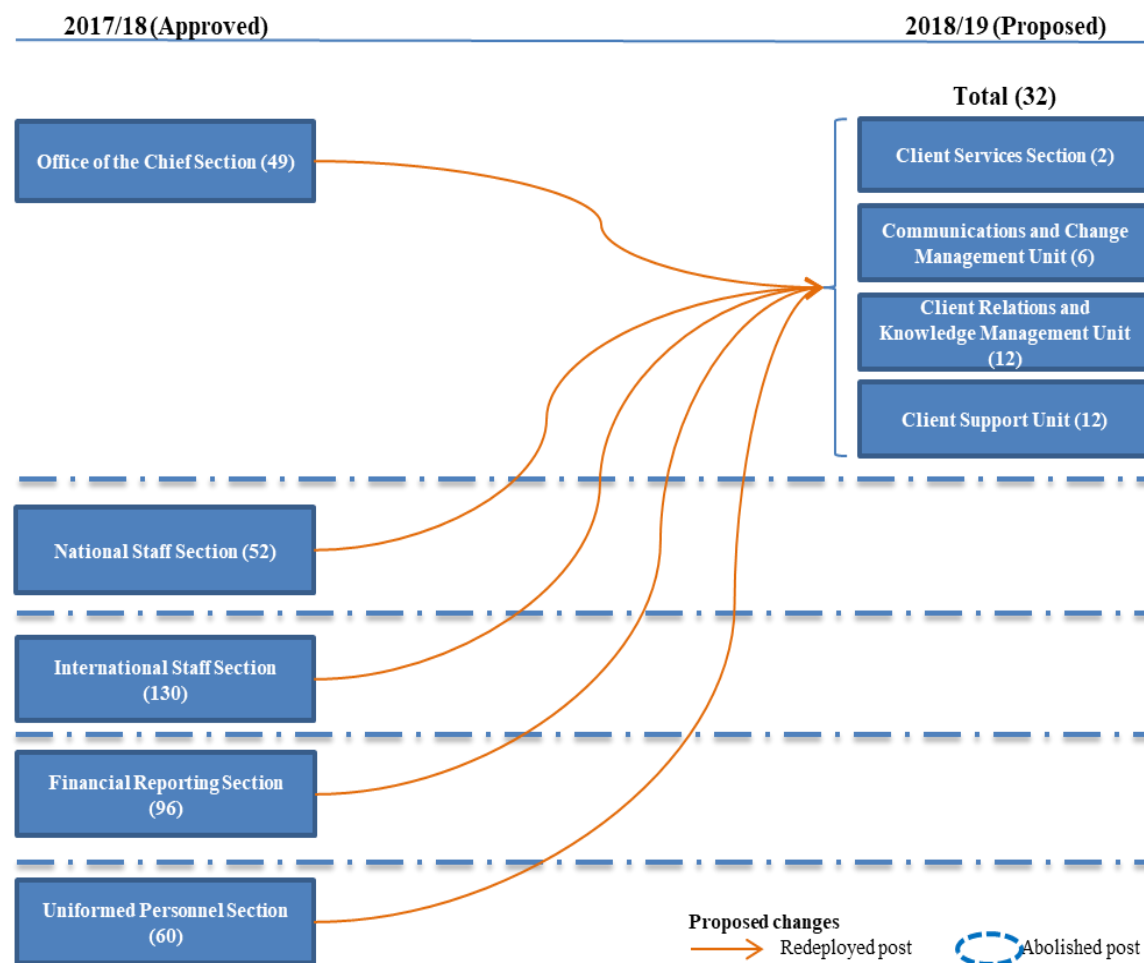 2017/18 (Approved)
2018/19 (Proposed)
Total (32)
Office of the Chief Section (49)
Client Services Section (2)
Communications and Change
Management Unit (6)
Client Relations and
Knowledge Management Unit
(12)
Client Support Unit (12)
National Staff Section (52)
International Staff Section
(130)
Financial Reporting Section
(96)
Uniformed Personnel Section
(60)
Proposed changes
Redeployed post
Abolished post